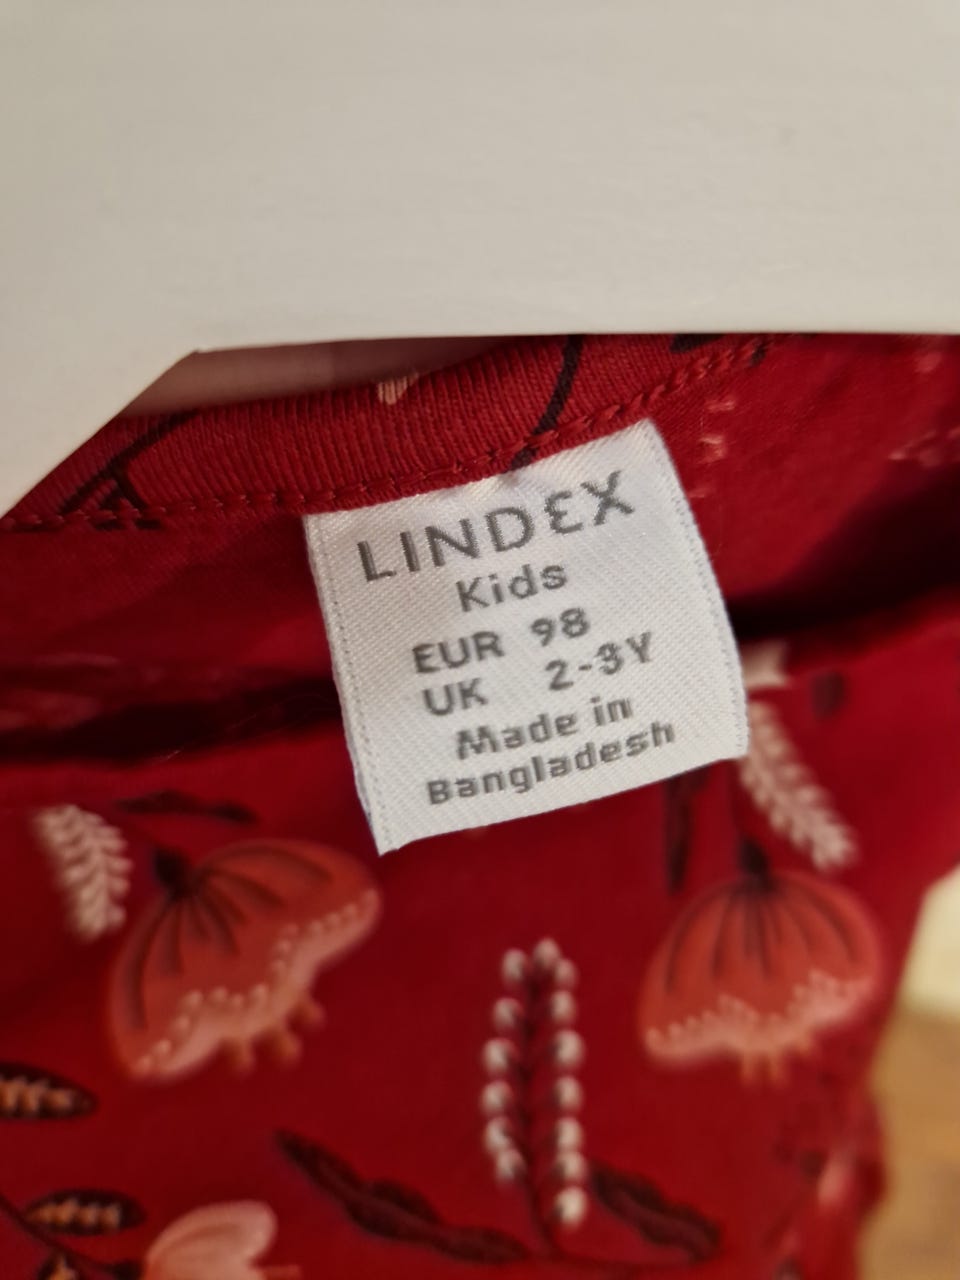 LINDEX
Kids
EUR 98
UK 2-3Y
Made in
Bangladesh